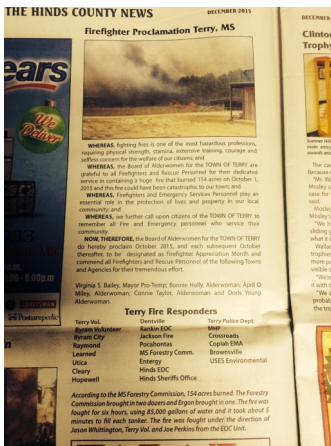 THE HINDS COUNTY NEWS
DECEMBER 2015
DECEMBER
Firefighter Proclamation Terry, MS
ears
We
Deliver
WHEREAS, fighting fires is one of the most hazardous professions,
requiring physical strength, stamina, extensive training, courage and
selfless concern for the welfare of our citizens; and
WHEREAS, the Board of Alderwomen for the TOWN OF TERRY are
grateful to all Firefighters and Rescue Personnel for their dedicated
service in containing a huge fire that burned 154 acres on October 1,
2015 and this fire could have been catastrophic to our town; and
WHEREAS, Firefighters and Emergency Services Personnel play an
essential role in the protection of lives and property in our local
community; and
WHEREAS, we further call upon citizens of the TOWN OF TERRY to
remember all Fire and Emergency personnel who service their
community.
NOW, THEREFORE, the Board of Alderwomen for the TOWN OF TERRY
do hereby proclaim October 2015, and each subsequent October
thereafter, to be designated as Firefighter Appreciation Month and
commend all Firefighters and Rescue Personnel of the following Towns
and Agencies for their tremendous effort.
Virginia S. Bailey, Mayor Pro-Temp; Bonnie Holly, Alderwoman; April O.
Miley, Alderwoman; Connie Taylor, Alderwoman and Doris Young,
Alderwoman.
Terry Fire Responders
Terry Vol. Dentville Terry Police Dept.
Byram Volunteer Rankin EOC MHP
Byram City Jackson Fire Crossroads
Raymond Pocahontas Copiah EMA
Learned MS Forestry Comm. Brownsville
Utica Entergy USES Environmental
Cleary Hinds EOC
Hopewell Hinds Sheriffs Office
According to the MS Forestry Commission, 154 acres burned. The Forestry
Commission brought in two dozers and Ergon brought in one. The fire was
fought for six hours, using 85,000 gallons of water and it took about 5
minutes to fill each tanker. The fire was fought under the direction of
Jason Whittington, Terry Vol. and Joe Perkins from the EDC Unit.
CRAFTSMAN
Posturepedic
Clinton
Trophy